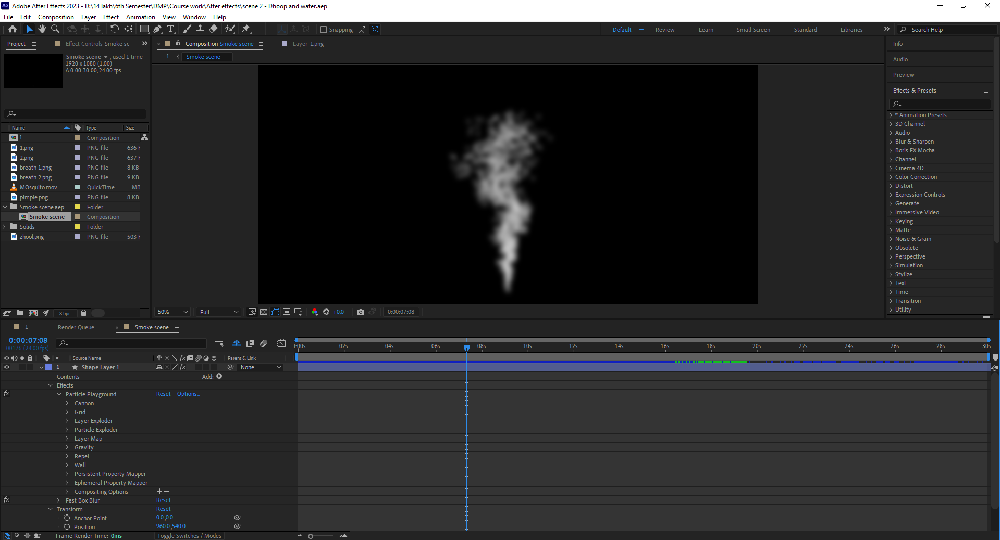 Adobe After Effects 2023 - D:\14 lakh\6th Semester\DMP\Course work\After effects\scene 2 - Dhoop and water.aep
File Edit Composition Layer Effect Animation View Window Help
Snapping Default Review Learn Small Screen Standard Libraries Search Help
Project Effect Controls Smoke sc
Composition Smoke scene Layer 1.png
1 Smoke scene
Smoke scene , used 1 time
1920 x 1080 (1.00)
Δ 0:00:30:00, 24.00 fps
Name Type Size
1 Composition
1.png PNG file 636 K
2.png PNG file 637 K
breath 1.png PNG file 8 KB
breath 2.png PNG file 9 KB
MOsquito.mov QuickTime ... MB
pimple.png PNG file 8 KB
Smoke scene.aep Folder
Smoke scene Composition
Solids Folder
zhool.png PNG file 503 K
8 bpc
50% Full +0.0 0:00:07:08
Info
Audio
Preview
Effects & Presets
* Animation Presets
3D Channel
Audio
Blur & Sharpen
Boris FX Mocha
Channel
Cinema 4D
Color Correction
Distort
Expression Controls
Generate
Immersive Video
Keying
Matte
Noise & Grain
Obsolete
Perspective
Simulation
Stylize
Text
Time
Transition
Utility
1 Render Queue Smoke scene
0:00:07:08
00176 (24.00 fps)
:00s 02s 04s 06s 08s 10s 12s 14s 16s 18s 20s 22s 24s 26s 28s 30s
# Source Name fx Parent & Link
1 Shape Layer 1 fx None
Contents Add:
Effects
fx Particle Playground Reset Options...
Cannon
Grid
Layer Exploder
Particle Exploder
Layer Map
Gravity
Repel
Wall
Persistent Property Mapper
Ephemeral Property Mapper
Compositing Options + −
fx Fast Box Blur Reset
Transform Reset
Anchor Point 0.0,0.0
Position 960.0,540.0
Frame Render Time: 0ms Toggle Switches / Modes